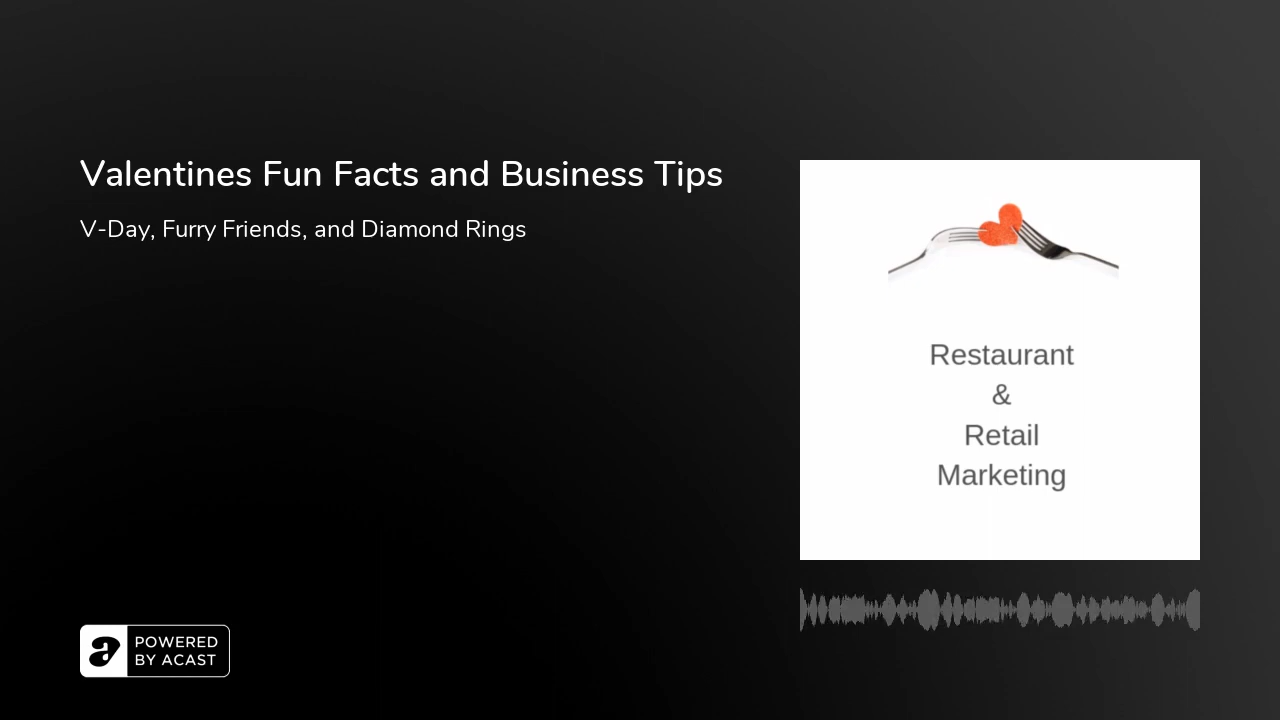 Valentines Fun Facts and Business Tips
V-Day, Furry Friends, and Diamond Rings
Restaurant
&
Retail
Marketing
POWERED
BY ACAST